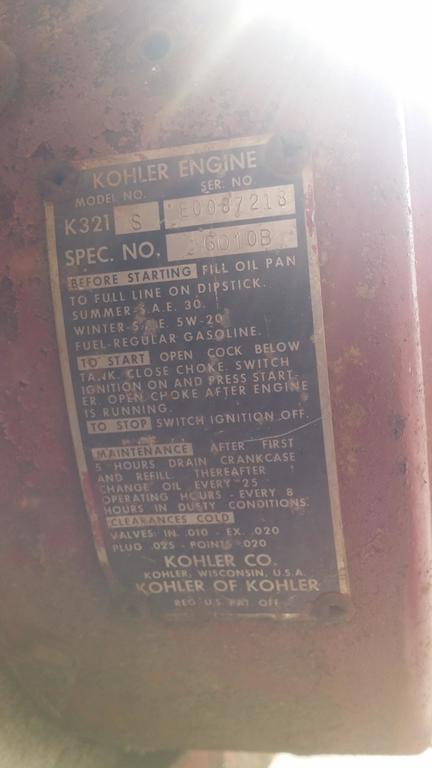 KOHLER ENGINE
MODEL NO. SER. NO.
K321 S E0087218
SPEC. NO.
BEFORE STARTING FILL OIL PAN
TO FULL LINE ON DIPSTICK.
SUMMER-S.A.E. 30.
WINTER-S.A.E. 5W-20
FUEL-REGULAR GASOLINE.
TO START OPEN COCK BELOW
TANK. CLOSE CHOKE. SWITCH
IGNITION ON AND PRESS START-
ER. OPEN CHOKE AFTER ENGINE
IS RUNNING.
TO STOP SWITCH IGNITION OFF.
MAINTENANCE AFTER FIRST
5 HOURS DRAIN CRANKCASE
AND REFILL. THEREAFTER
CHANGE OIL EVERY 25
OPERATING HOURS - EVERY 8
HOURS IN DUSTY CONDITIONS.
CLEARANCES COLD
VALVES: IN. .010 - EX. .020
PLUG .025 - POINTS .020
KOHLER CO.
KOHLER, WISCONSIN, U.S.A.
KOHLER OF KOHLER
REG. U.S. PAT. OFF.